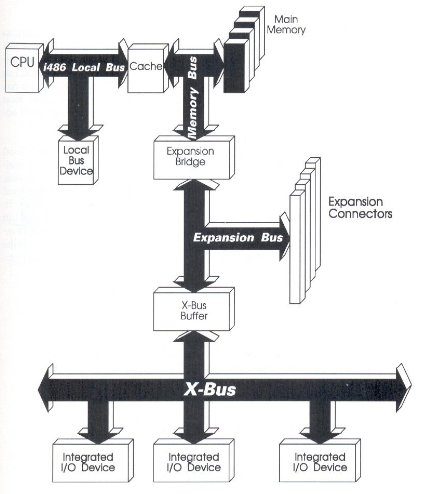 Main
Memory
CPU
i486 Local Bus
Cache
Memory Bus
Local
Bus
Device
Expansion
Bridge
Expansion
Connectors
Expansion Bus
X-Bus
Buffer
X-Bus
Integrated
I/O Device
Integrated
I/O Device
Integrated
I/O Device